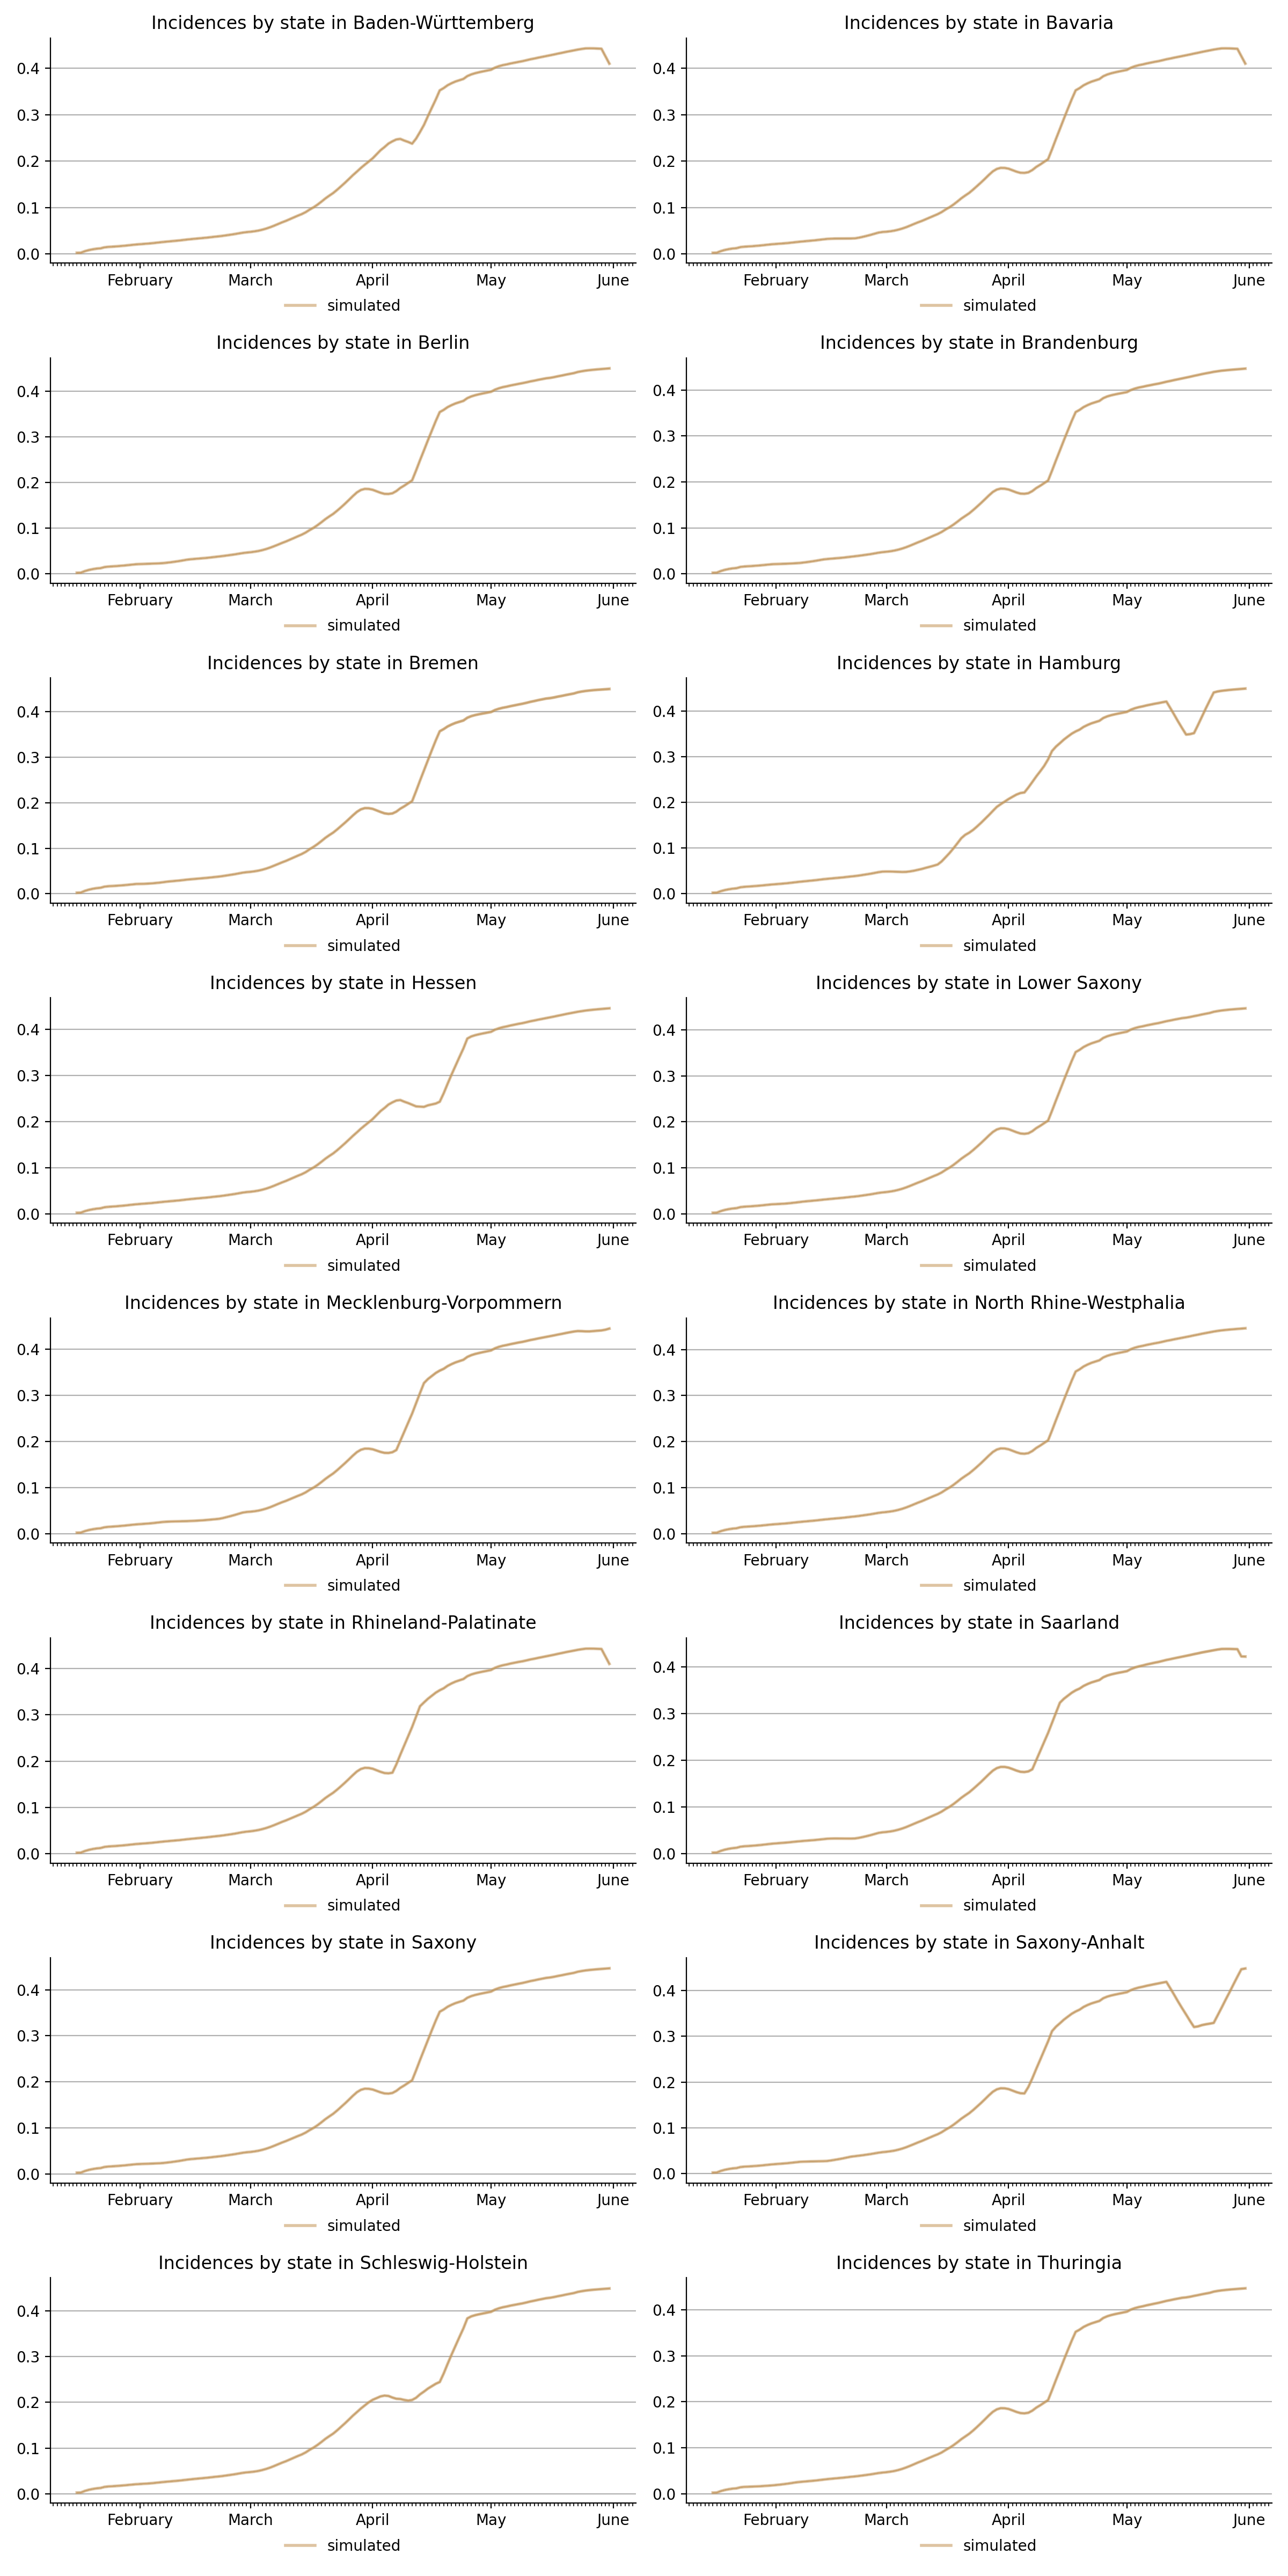 Incidences by state in Baden-Württemberg
0.4
0.3
0.2
0.1
0.0
February March April May June
simulated
Incidences by state in Bavaria
0.4
0.3
0.2
0.1
0.0
February March April May June
simulated
Incidences by state in Berlin
0.4
0.3
0.2
0.1
0.0
February March April May June
simulated
Incidences by state in Brandenburg
0.4
0.3
0.2
0.1
0.0
February March April May June
simulated
Incidences by state in Bremen
0.4
0.3
0.2
0.1
0.0
February March April May June
simulated
Incidences by state in Hamburg
0.4
0.3
0.2
0.1
0.0
February March April May June
simulated
Incidences by state in Hessen
0.4
0.3
0.2
0.1
0.0
February March April May June
simulated
Incidences by state in Lower Saxony
0.4
0.3
0.2
0.1
0.0
February March April May June
simulated
Incidences by state in Mecklenburg-Vorpommern
0.4
0.3
0.2
0.1
0.0
February March April May June
simulated
Incidences by state in North Rhine-Westphalia
0.4
0.3
0.2
0.1
0.0
February March April May June
simulated
Incidences by state in Rhineland-Palatinate
0.4
0.3
0.2
0.1
0.0
February March April May June
simulated
Incidences by state in Saarland
0.4
0.3
0.2
0.1
0.0
February March April May June
simulated
Incidences by state in Saxony
0.4
0.3
0.2
0.1
0.0
February March April May June
simulated
Incidences by state in Saxony-Anhalt
0.4
0.3
0.2
0.1
0.0
February March April May June
simulated
Incidences by state in Schleswig-Holstein
0.4
0.3
0.2
0.1
0.0
February March April May June
simulated
Incidences by state in Thuringia
0.4
0.3
0.2
0.1
0.0
February March April May June
simulated